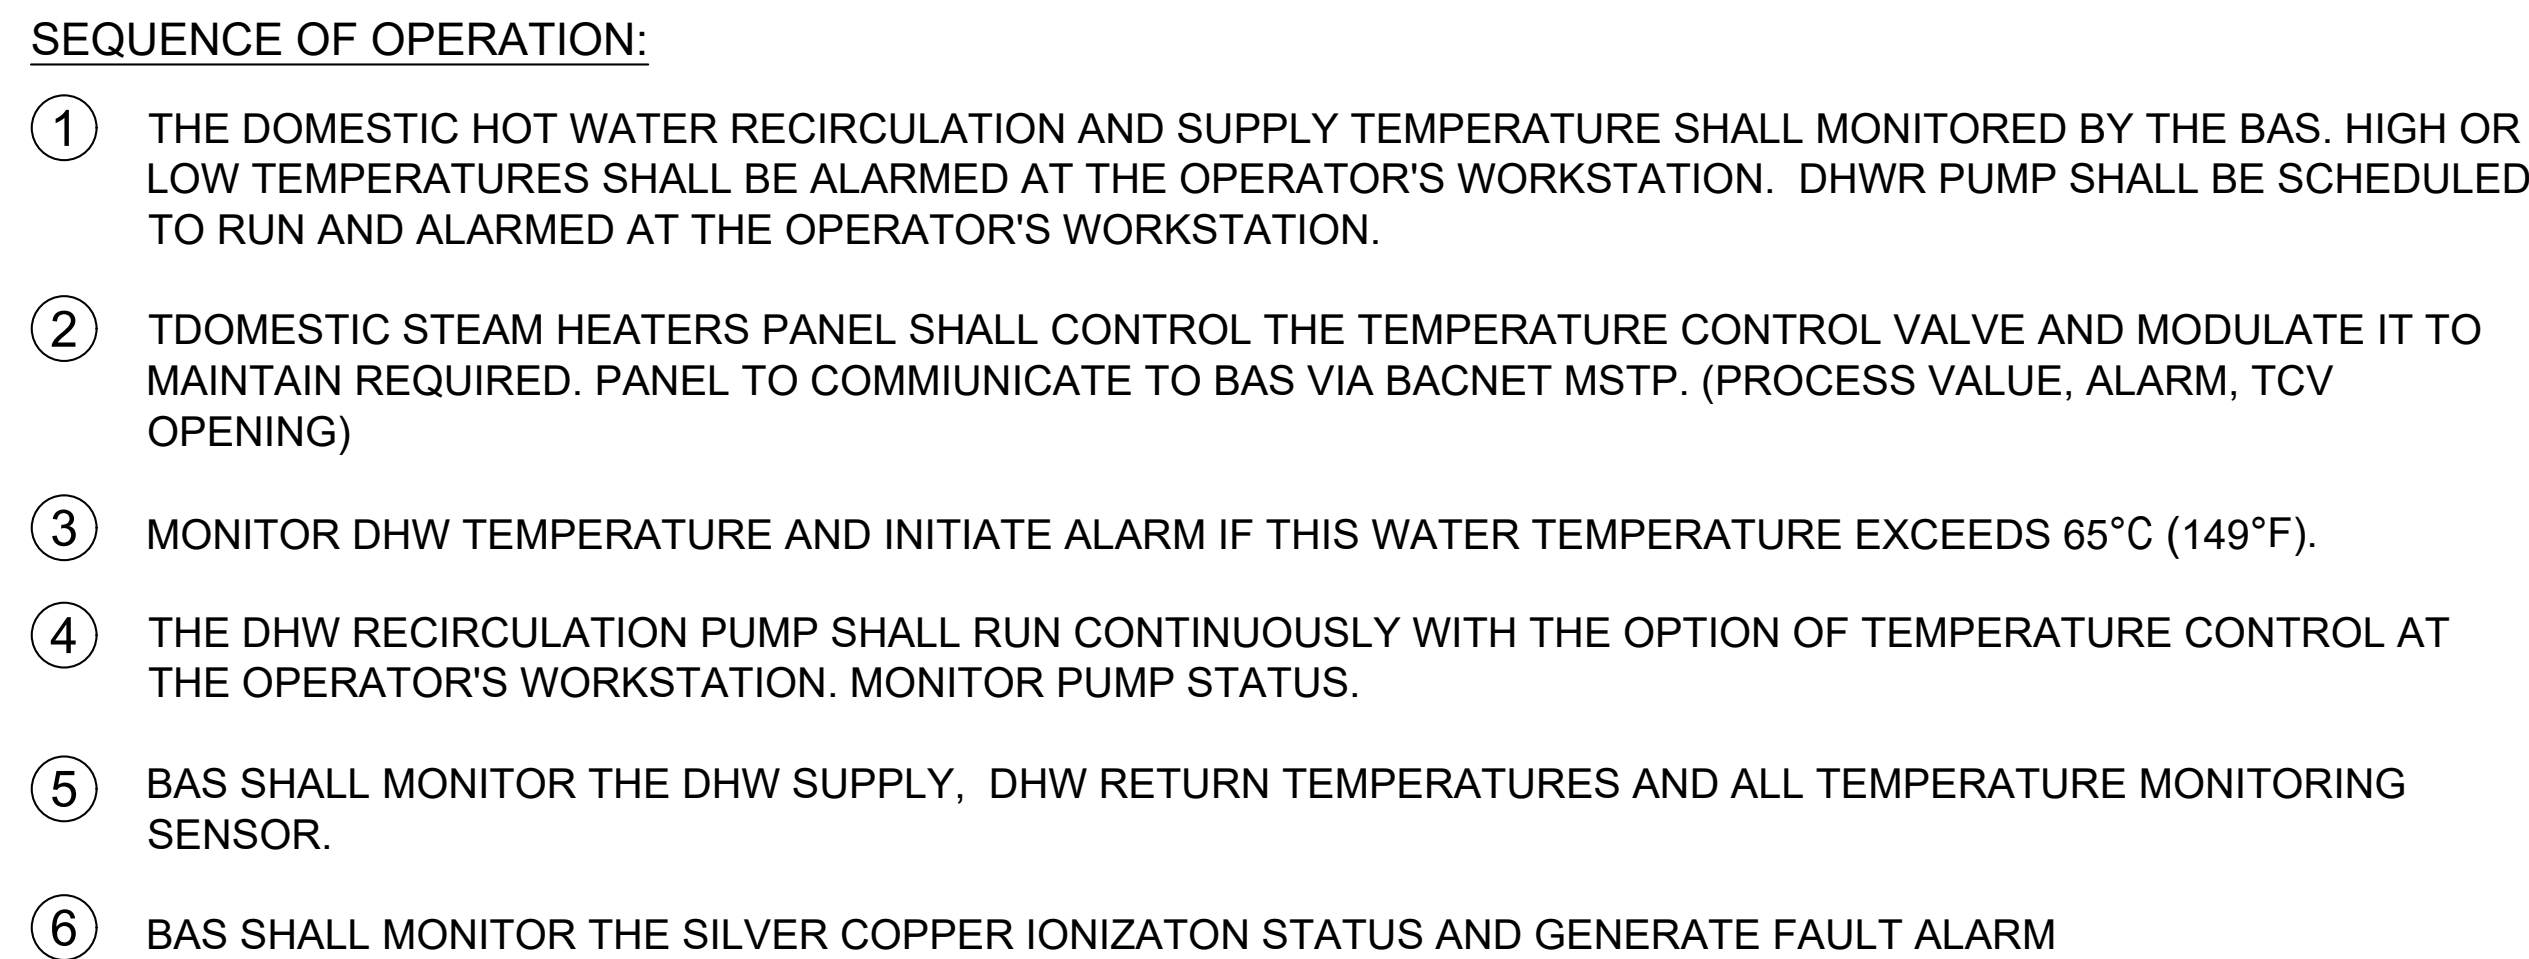 SEQUENCE OF OPERATION:
1 THE DOMESTIC HOT WATER RECIRCULATION AND SUPPLY TEMPERATURE SHALL MONITORED BY THE BAS. HIGH OR
LOW TEMPERATURES SHALL BE ALARMED AT THE OPERATOR'S WORKSTATION.  DHWR PUMP SHALL BE SCHEDULED
TO RUN AND ALARMED AT THE OPERATOR'S WORKSTATION.
2 TDOMESTIC STEAM HEATERS PANEL SHALL CONTROL THE TEMPERATURE CONTROL VALVE AND MODULATE IT TO
MAINTAIN REQUIRED. PANEL TO COMMIUNICATE TO BAS VIA BACNET MSTP. (PROCESS VALUE, ALARM, TCV
OPENING)
3 MONITOR DHW TEMPERATURE AND INITIATE ALARM IF THIS WATER TEMPERATURE EXCEEDS 65°C (149°F).
4 THE DHW RECIRCULATION PUMP SHALL RUN CONTINUOUSLY WITH THE OPTION OF TEMPERATURE CONTROL AT
THE OPERATOR'S WORKSTATION. MONITOR PUMP STATUS.
5 BAS SHALL MONITOR THE DHW SUPPLY,  DHW RETURN TEMPERATURES AND ALL TEMPERATURE MONITORING
SENSOR.
6 BAS SHALL MONITOR THE SILVER COPPER IONIZATON STATUS AND GENERATE FAULT ALARM